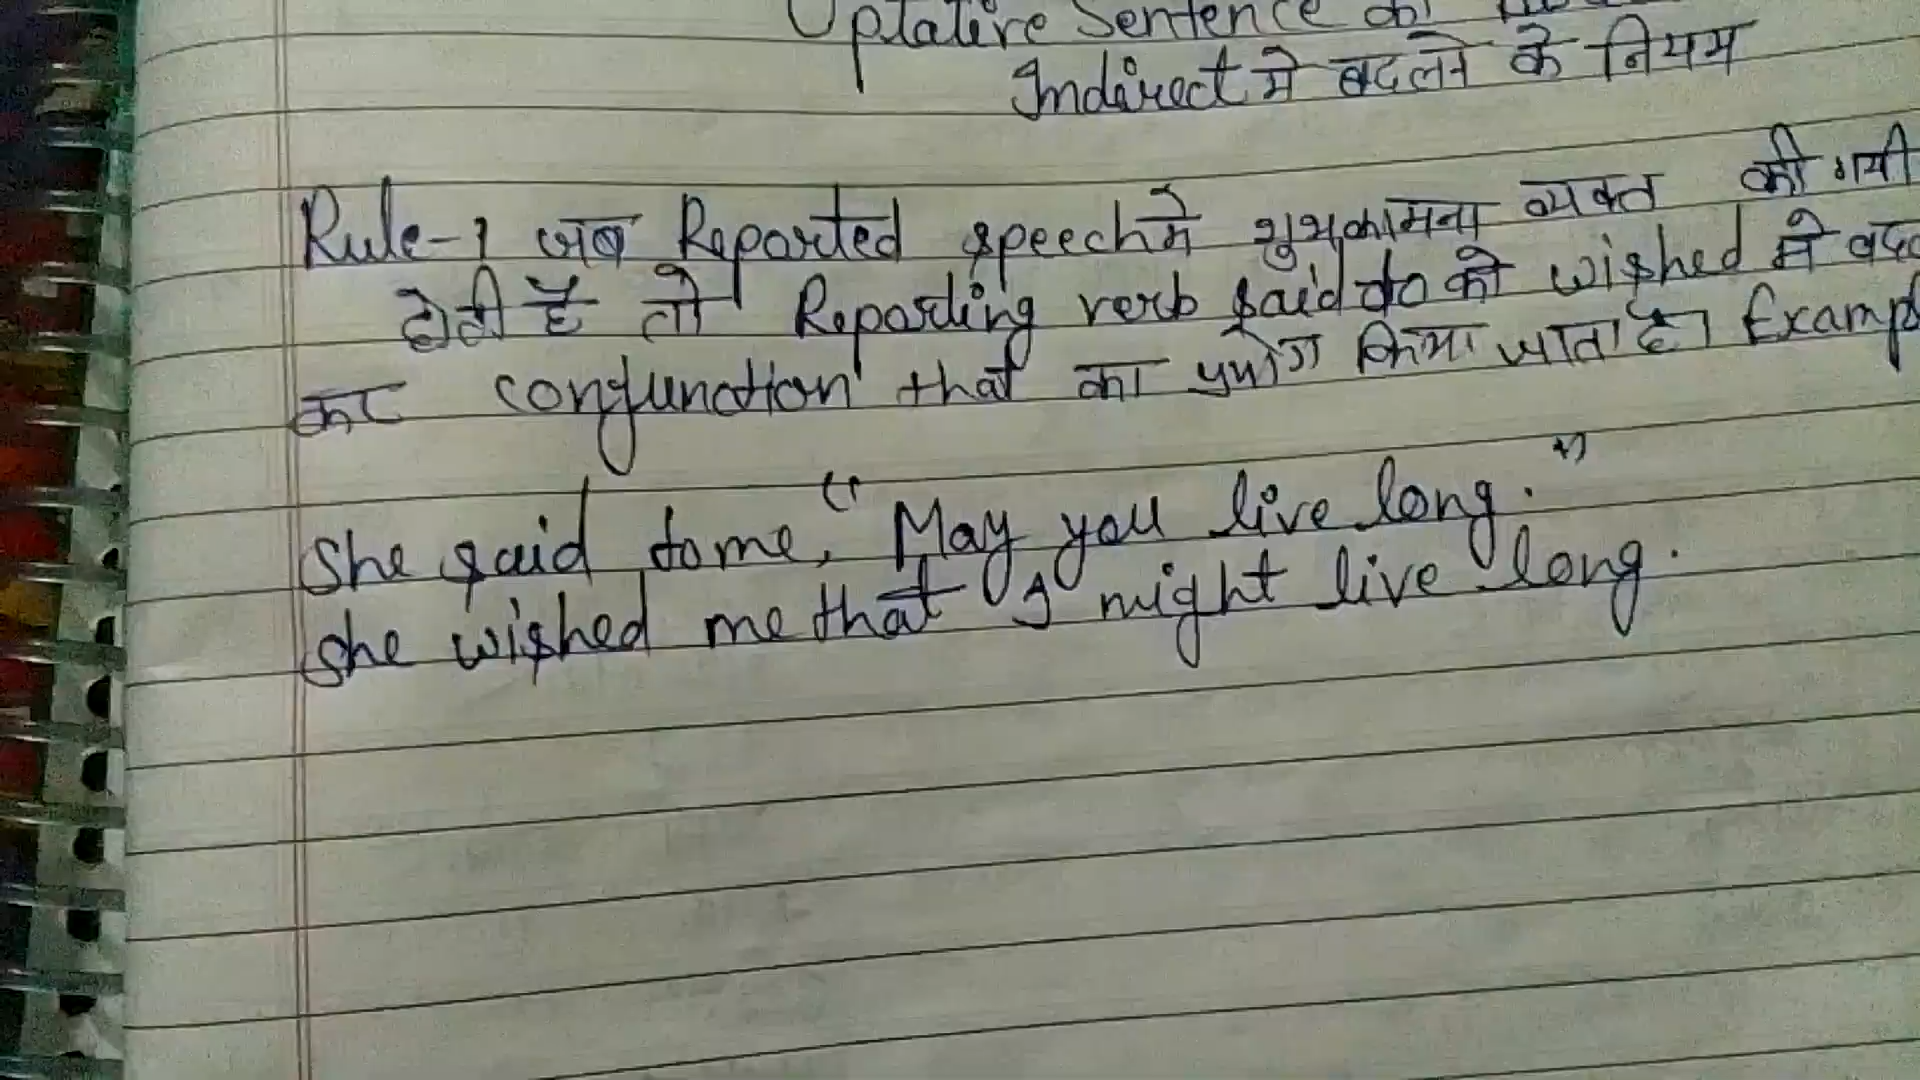 Optative Sentence को
Indirect मे बदलने के नियम
Rule-1 जब Reported speech मे शुभकामना व्यक्त की गयी
होती है तो Reporting verb said to को wished मे बदल
कर conjunction that का प्रयोग किया जाता है। Exampl
She said to me, "May you live long."
She wished me that I might live long.